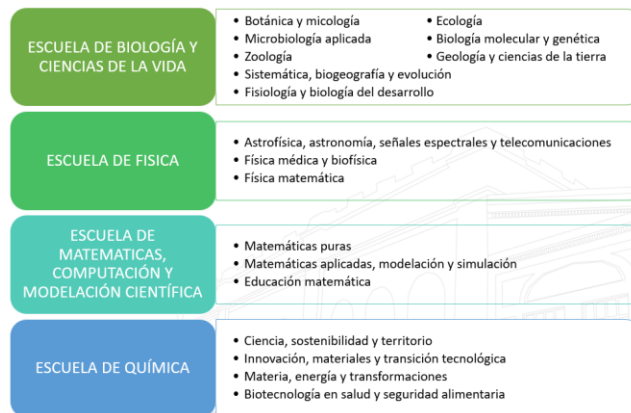 ESCUELA DE BIOLOGÍA Y
CIENCIAS DE LA VIDA
• Botánica y micología
• Microbiología aplicada
• Zoología
• Sistemática, biogeografía y evolución
• Fisiología y biología del desarrollo
• Ecología
• Biología molecular y genética
• Geología y ciencias de la tierra
ESCUELA DE FISICA
• Astrofísica, astronomía, señales espectrales y telecomunicaciones
• Física médica y biofísica
• Física matemática
ESCUELA DE
MATEMATICAS,
COMPUTACIÓN Y
MODELACIÓN CIENTÍFICA
• Matemáticas puras
• Matemáticas aplicadas, modelación y simulación
• Educación matemática
ESCUELA DE QUÍMICA
• Ciencia, sostenibilidad y territorio
• Innovación, materiales y transición tecnológica
• Materia, energía y transformaciones
• Biotecnología en salud y seguridad alimentaria